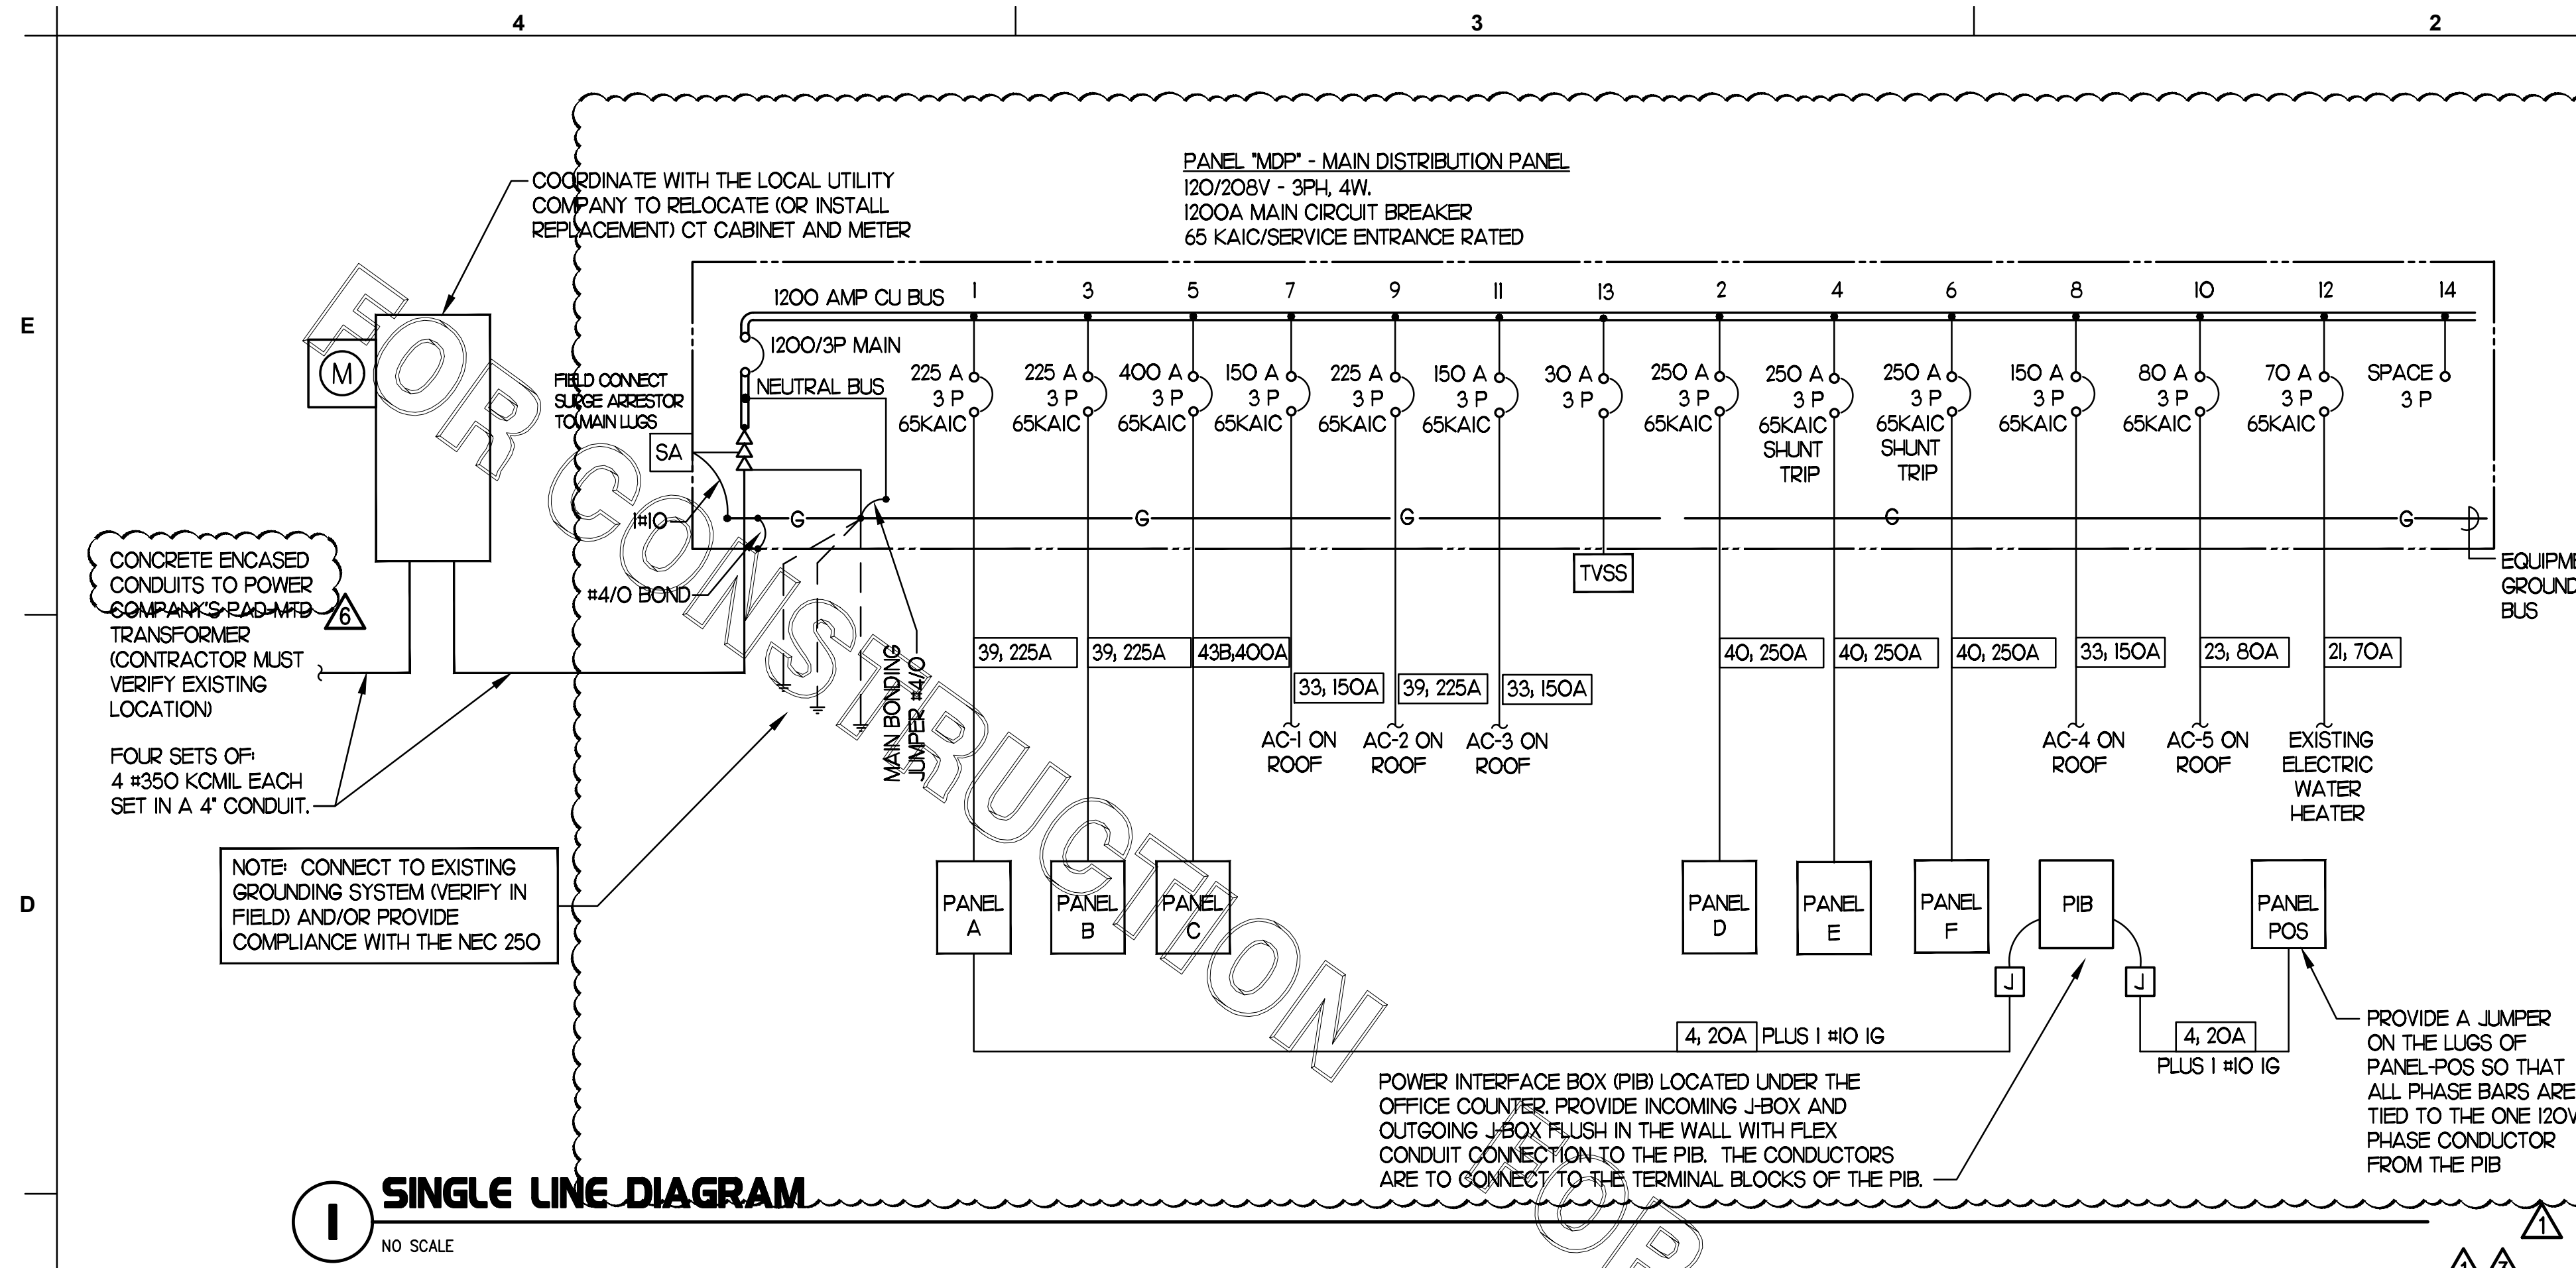 4
3
2
E
D
COORDINATE WITH THE LOCAL UTILITY
COMPANY TO RELOCATE (OR INSTALL
REPLACEMENT) CT CABINET AND METER
PANEL "MDP" - MAIN DISTRIBUTION PANEL
120/208V - 3PH, 4W.
1200A MAIN CIRCUIT BREAKER
65 KAIC/SERVICE ENTRANCE RATED
1200 AMP CU BUS
1
3
5
7
9
11
13
2
4
6
8
10
12
14
1200/3P MAIN
NEUTRAL BUS
M
FIELD CONNECT
SURGE ARRESTOR
TO MAIN LUGS
SA
225 A
3 P
65KAIC
225 A
3 P
65KAIC
400 A
3 P
65KAIC
150 A
3 P
65KAIC
225 A
3 P
65KAIC
150 A
3 P
65KAIC
30 A
3 P
250 A
3 P
65KAIC
250 A
3 P
65KAIC
SHUNT
TRIP
250 A
3 P
65KAIC
SHUNT
TRIP
150 A
3 P
65KAIC
80 A
3 P
65KAIC
70 A
3 P
65KAIC
SPACE
3 P
1#10
G
G
G
G
G
#4/0 BOND
TVSS
EQUIPME
GROUND
BUS
CONCRETE ENCASED
CONDUITS TO POWER
COMPANY'S PAD-MTD
TRANSFORMER
(CONTRACTOR MUST
VERIFY EXISTING
LOCATION)
6
FOUR SETS OF:
4 #350 KCMIL EACH
SET IN A 4" CONDUIT.
MAIN BONDING
JUMPER #4/0
39, 225A
39, 225A
43B,400A
33, 150A
39, 225A
33, 150A
40, 250A
40, 250A
40, 250A
33, 150A
23, 80A
21, 70A
AC-1 ON
ROOF
AC-2 ON
ROOF
AC-3 ON
ROOF
AC-4 ON
ROOF
AC-5 ON
ROOF
EXISTING
ELECTRIC
WATER
HEATER
NOTE: CONNECT TO EXISTING
GROUNDING SYSTEM (VERIFY IN
FIELD) AND/OR PROVIDE
COMPLIANCE WITH THE NEC 250
PANEL
A
PANEL
B
PANEL
C
PANEL
D
PANEL
E
PANEL
F
PIB
PANEL
POS
J
J
4, 20A PLUS 1 #10 IG
4, 20A
PLUS 1 #10 IG
PROVIDE A JUMPER
ON THE LUGS OF
PANEL-POS SO THAT
ALL PHASE BARS ARE
TIED TO THE ONE 120V
PHASE CONDUCTOR
FROM THE PIB
POWER INTERFACE BOX (PIB) LOCATED UNDER THE
OFFICE COUNTER. PROVIDE INCOMING J-BOX AND
OUTGOING J-BOX FLUSH IN THE WALL WITH FLEX
CONDUIT CONNECTION TO THE PIB. THE CONDUCTORS
ARE TO CONNECT TO THE TERMINAL BLOCKS OF THE PIB.
FOR CONSTRUCTION
FOR
1
SINGLE LINE DIAGRAM
NO SCALE
1